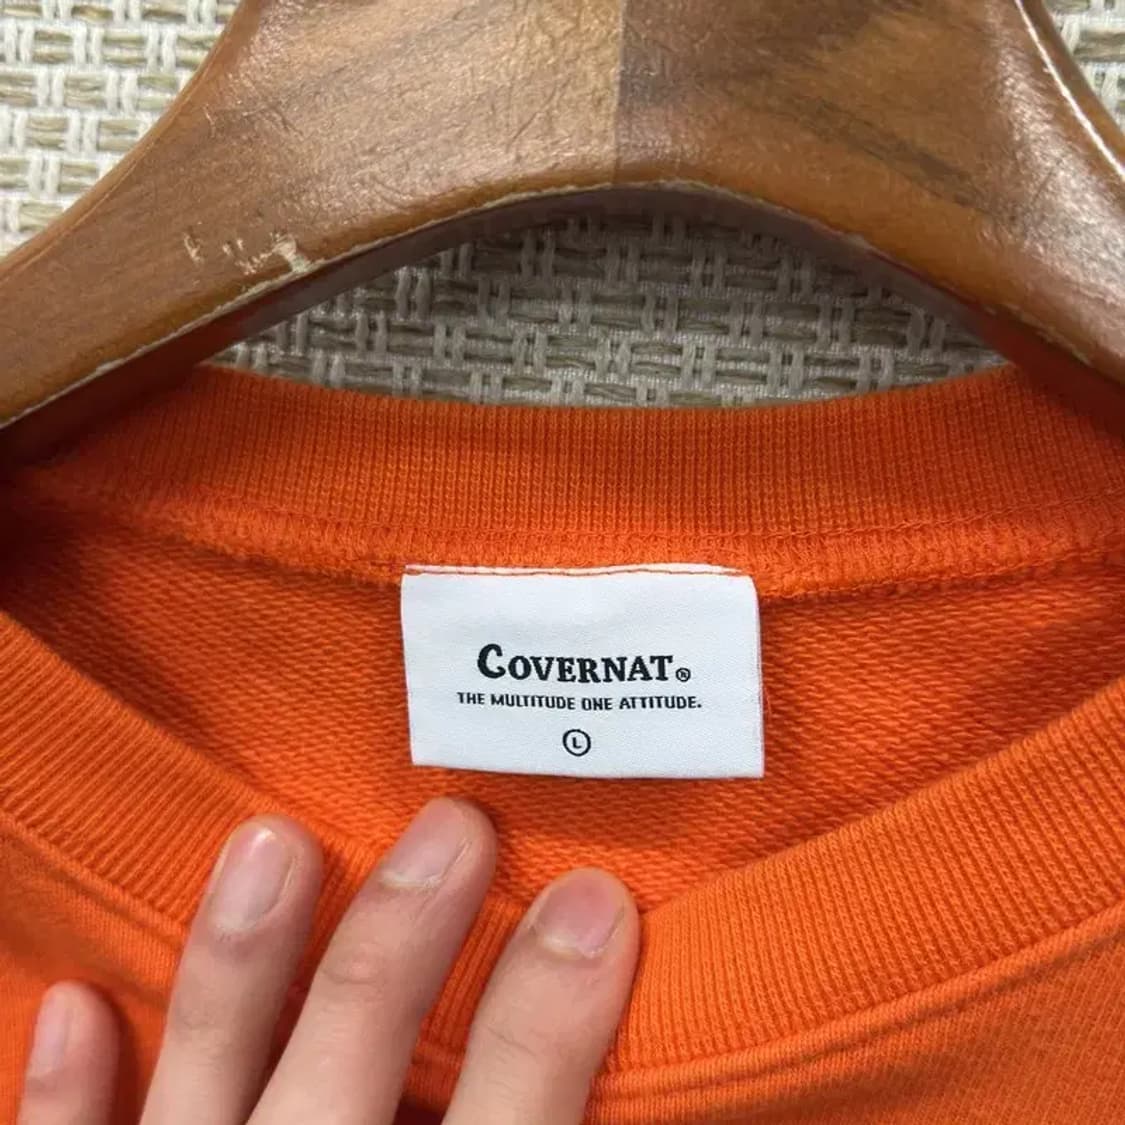 COVERNAT®
THE MULTITUDE ONE ATTITUDE.
L